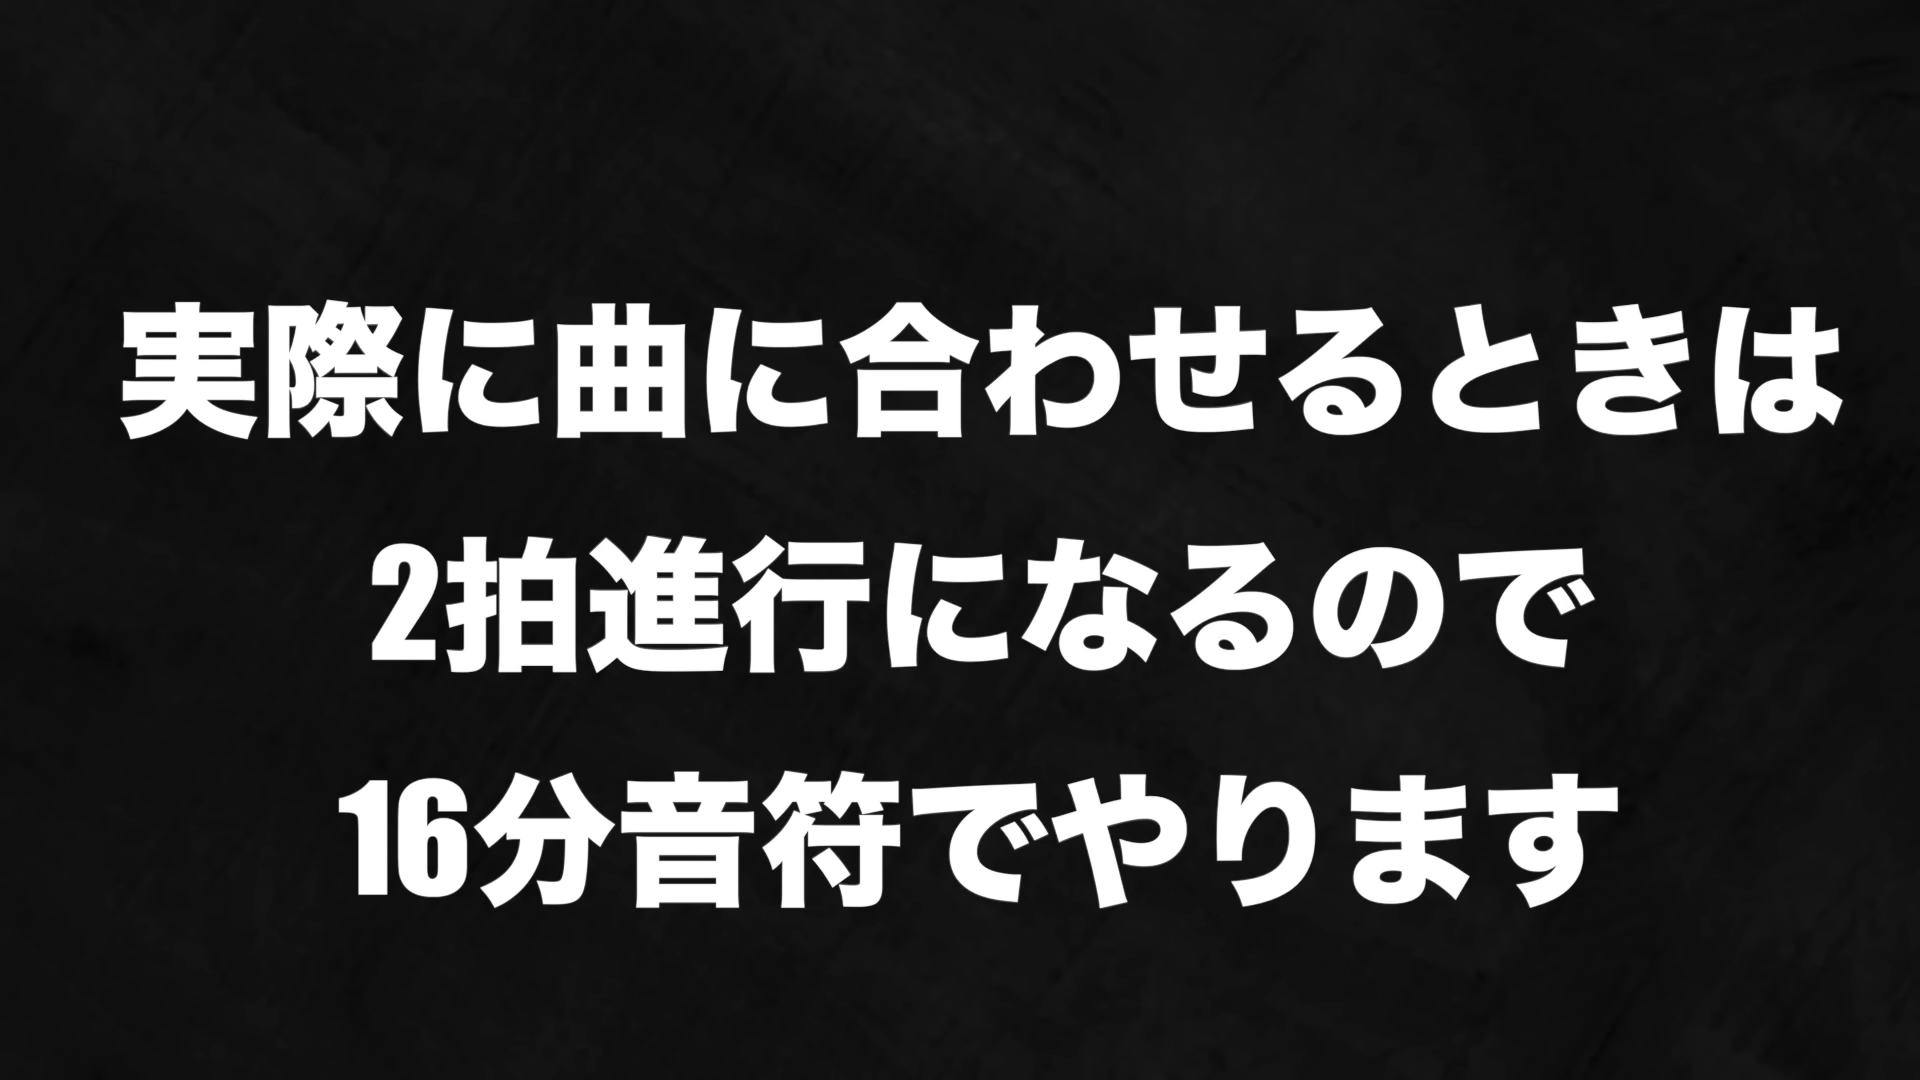 実際に曲に合わせるときは
2拍進行になるので
16分音符でやります